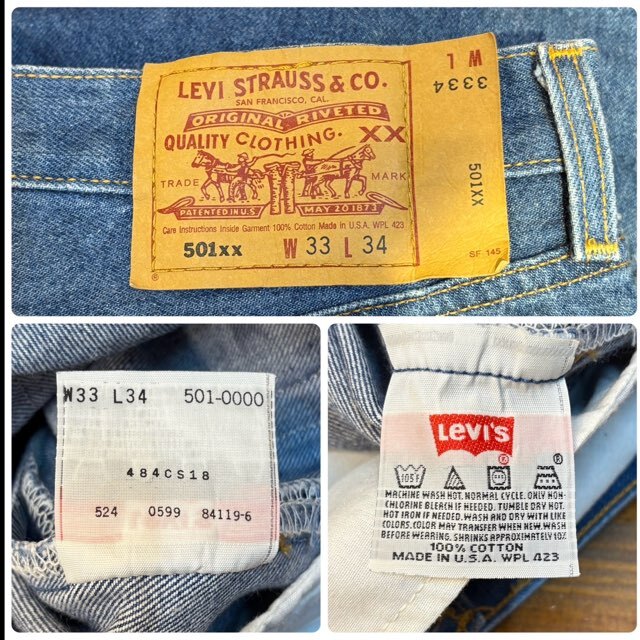 LEVI STRAUSS & CO.
SAN FRANCISCO, CAL.
ORIGINAL RIVETED
QUALITY CLOTHING. XX
TRADE MARK
PATENTED IN U.S. MAY 20 1873
Care Instructions Inside Garment 100% Cotton Made in U.S.A. WPL 423
501xx W 33 L 34
®
W L
3334
501XX
SF 145
W33 L34 501-0000
484CS18
524 0599 84119-6
Levi's
®
105F
®
MACHINE WASH HOT. NORMAL CYCLE. ONLY NON-
CHLORINE BLEACH IF NEEDED. TUMBLE DRY HOT.
HOT IRON IF NEEDED. WASH AND DRY WITH LIKE
COLORS. COLOR MAY TRANSFER WHEN NEW. WASH
BEFORE WEARING. SHRINKS APPROXIMATELY 10%
100% COTTON
MADE IN U.S.A. WPL 423